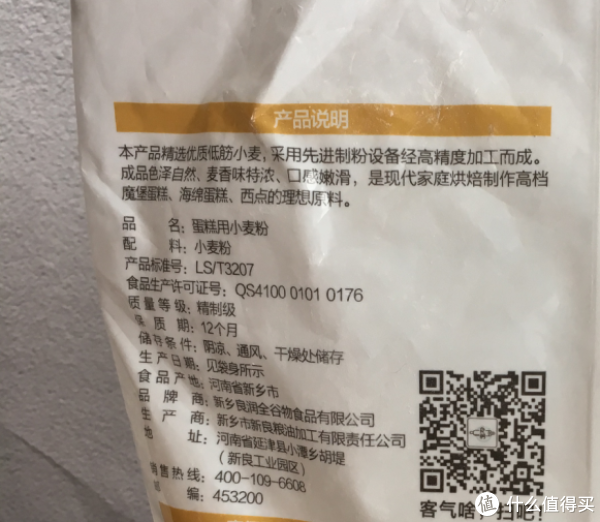 产品说明
本产品精选优质低筋小麦，采用先进制粉设备经高精度加工而成。
成品色泽自然、麦香味特浓、口感嫩滑，是现代家庭烘焙制作高档
魔堡蛋糕、海绵蛋糕、西点的理想原料。
品 名：蛋糕用小麦粉
配 料：小麦粉
产品标准号：LS/T3207
食品生产许可证号：QS4100 0101 0176
质量等级：精制级
保 质 期：12个月
储存条件：阴凉、通风、干燥处储存
生产日期：见袋身所示
食品产地：河南省新乡市
品 牌 商：新乡良润全谷物食品有限公司
生 产 商：新乡市新良粮油加工有限责任公司
地 址：河南省延津县小潭乡胡堤
（新良工业园区）
销售热线：400-109-6608
编：453200
客气啥，扫吧！
值 什么值得买